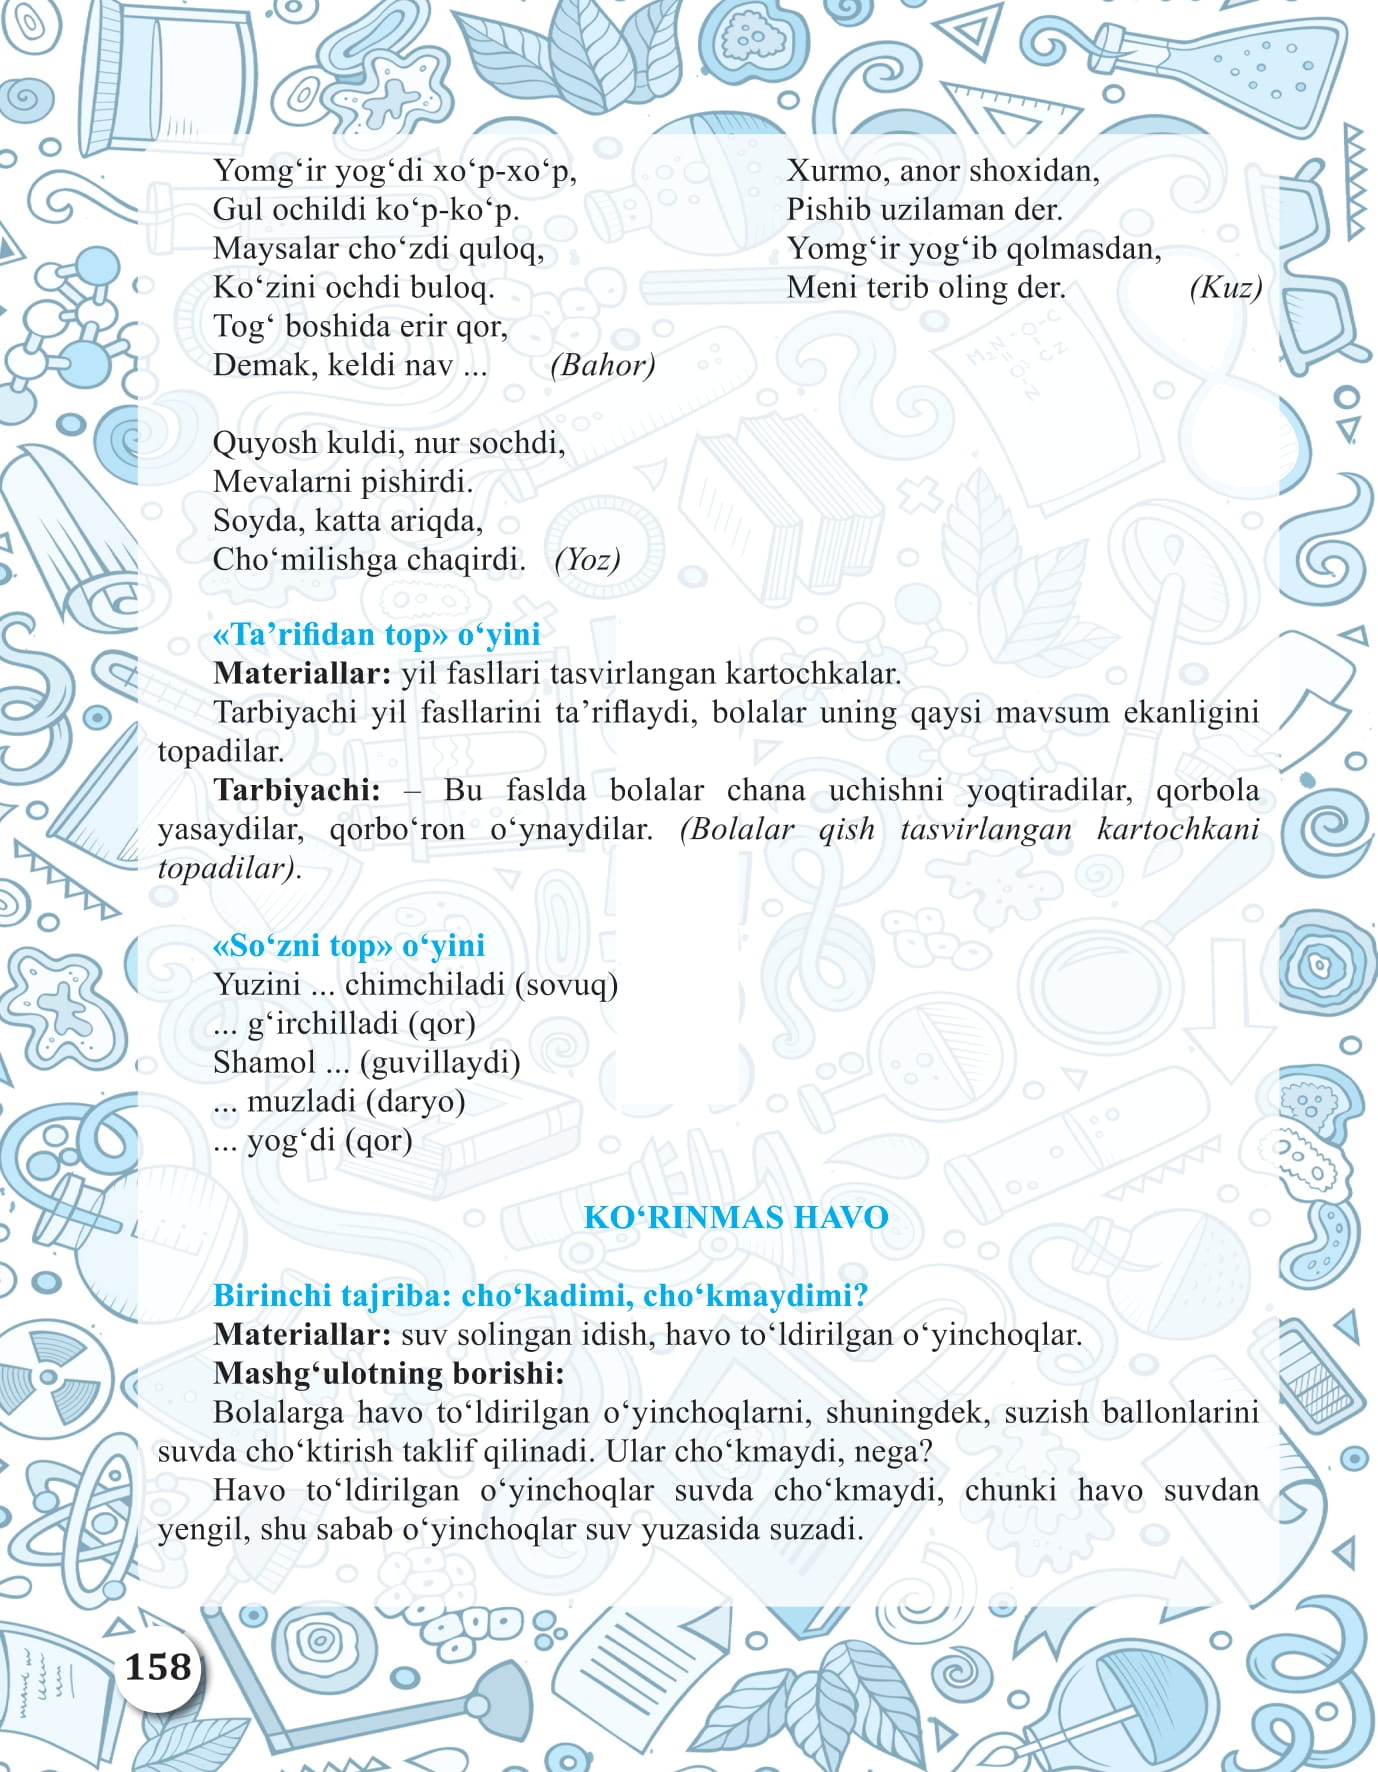 Yomg‘ir yog‘di xo‘p-xo‘p,
Gul ochildi ko‘p-ko‘p.
Maysalar cho‘zdi quloq,
Ko‘zini ochdi buloq.
Tog‘ boshida erir qor,
Demak, keldi nav ... (Bahor)
Quyosh kuldi, nur sochdi,
Mevalarni pishirdi.
Soyda, katta ariqda,
Cho‘milishga chaqirdi. (Yoz)
Xurmo, anor shoxidan,
Pishib uzilaman der.
Yomg‘ir yog‘ib qolmasdan,
Meni terib oling der. (Kuz)
«Ta’rifidan top» o‘yini
Materiallar: yil fasllari tasvirlangan kartochkalar.
Tarbiyachi yil fasllarini ta’riflaydi, bolalar uning qaysi mavsum ekanligini
topadilar.
Tarbiyachi: – Bu faslda bolalar chana uchishni yoqtiradilar, qorbola
yasaydilar, qorbo‘ron o‘ynaydilar. (Bolalar qish tasvirlangan kartochkani
topadilar).
«So‘zni top» o‘yini
Yuzini ... chimchiladi (sovuq)
... g‘irchilladi (qor)
Shamol ... (guvillaydi)
... muzladi (daryo)
... yog‘di (qor)
KO‘RINMAS HAVO
Birinchi tajriba: cho‘kadimi, cho‘kmaydimi?
Materiallar: suv solingan idish, havo to‘ldirilgan o‘yinchoqlar.
Mashg‘ulotning borishi:
Bolalarga havo to‘ldirilgan o‘yinchoqlarni, shuningdek, suzish ballonlarini
suvda cho‘ktirish taklif qilinadi. Ular cho‘kmaydi, nega?
Havo to‘ldirilgan o‘yinchoqlar suvda cho‘kmaydi, chunki havo suvdan
yengil, shu sabab o‘yinchoqlar suv yuzasida suzadi.
158